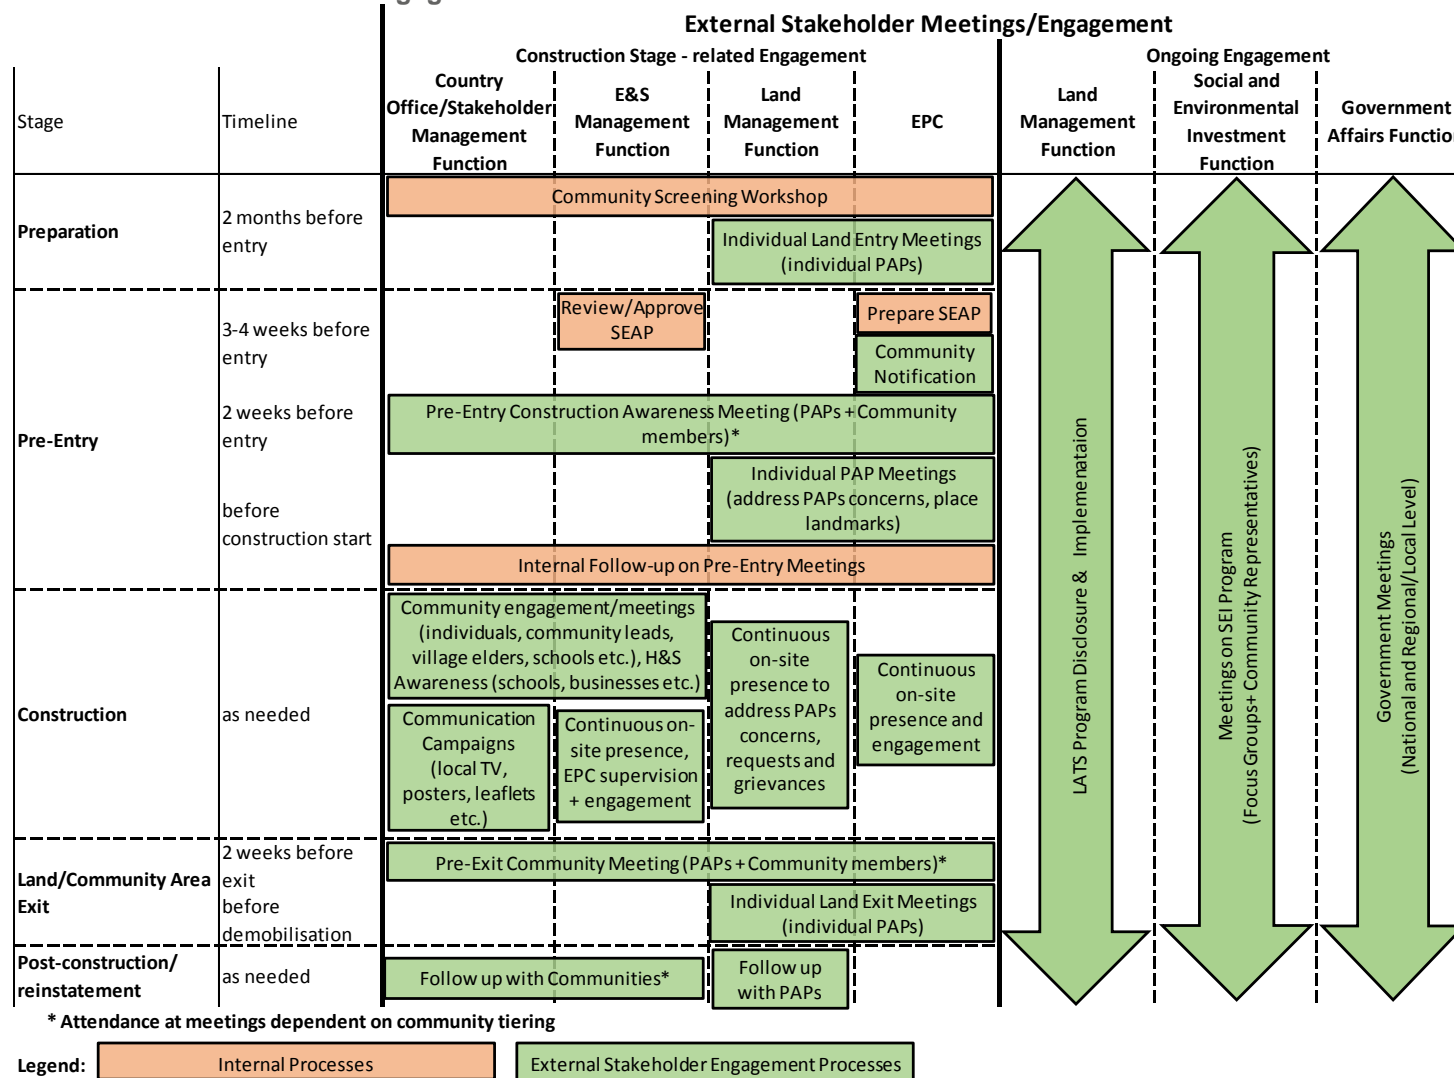 External Stakeholder Meetings/Engagement
Construction Stage - related Engagement
Ongoing Engagement
Stage
Timeline
Country
Office/Stakeholder
Management
Function
E&S
Management
Function
Land
Management
Function
EPC
Land
Management
Function
Social and
Environmental
Investment
Function
Government
Affairs Function
Preparation
2 months before
entry
Community Screening Workshop
Individual Land Entry Meetings
(individual PAPs)
Pre-Entry
3-4 weeks before
entry
Review/Approve
SEAP
Prepare SEAP
Community
Notification
2 weeks before
entry
Pre-Entry Construction Awareness Meeting (PAPs + Community
members)*
before
construction start
Individual PAP Meetings
(address PAPs concerns, place
landmarks)
Internal Follow-up on Pre-Entry Meetings
Construction
as needed
Community engagement/meetings
(individuals, community leads,
village elders, schools etc.), H&S
Awareness (schools, businesses etc.)
Communication
Campaigns
(local TV,
posters, leaflets
etc.)
Continuous on-
site presence,
EPC supervision
+ engagement
Continuous
on-site
presence to
address PAPs
concerns,
requests and
grievances
Continuous
on-site
presence and
engagement
Land/Community Area
Exit
2 weeks before
exit
before
demobilisation
Pre-Exit Community Meeting (PAPs + Community members)*
Individual Land Exit Meetings
(individual PAPs)
Post-construction/
reinstatement
as needed
Follow up with Communities*
Follow up
with PAPs
LATS Program Disclosure & Implemenataion
Meetings on SEI Program
(Focus Groups+ Community Representatives)
Government Meetings
(National and Regional/Local Level)
* Attendance at meetings dependent on community tiering
Legend:
Internal Processes
External Stakeholder Engagement Processes